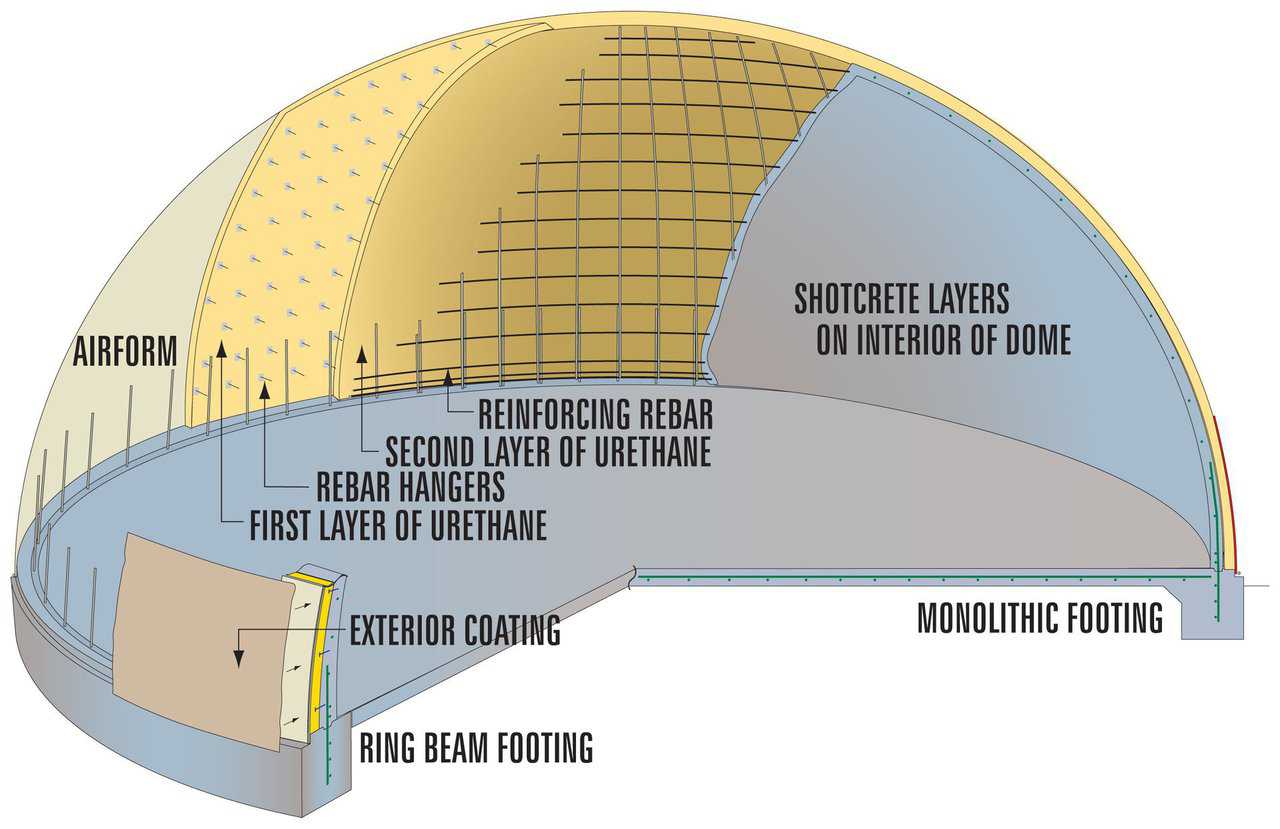 SHOTCRETE LAYERS
ON INTERIOR OF DOME
AIRFORM
REINFORCING REBAR
SECOND LAYER OF URETHANE
REBAR HANGERS
FIRST LAYER OF URETHANE
EXTERIOR COATING
MONOLITHIC FOOTING
RING BEAM FOOTING